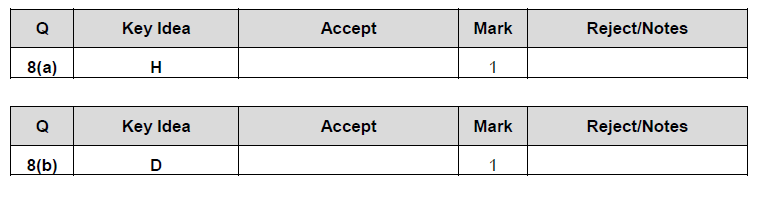 Q Key Idea Accept Mark Reject/Notes
8(a) H 1
Q Key Idea Accept Mark Reject/Notes
8(b) D 1